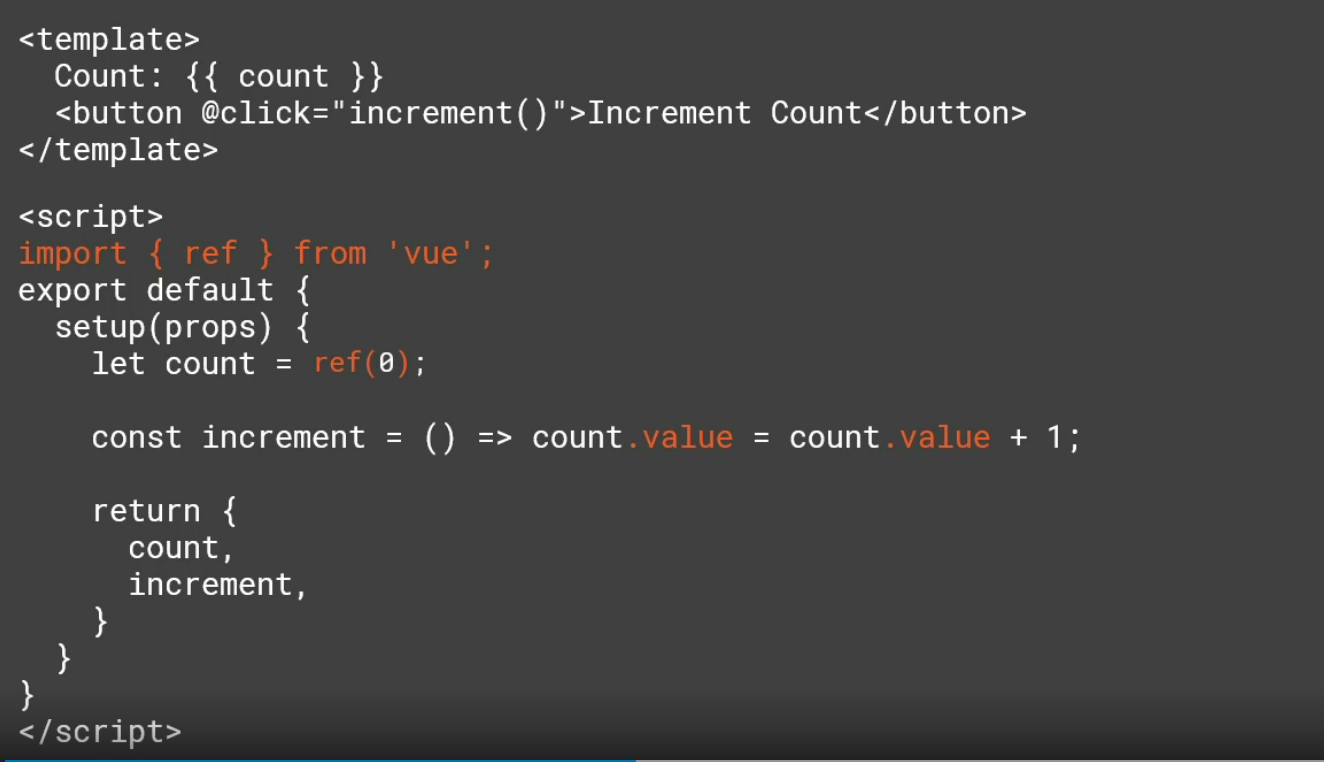 <template>
  Count: {{ count }}
  <button @click="increment()">Increment Count</button>
</template>

<script>
import { ref } from 'vue';
export default {
  setup(props) {
    let count = ref(0);

    const increment = () => count.value = count.value + 1;

    return {
      count,
      increment,
    }
  }
}
</script>